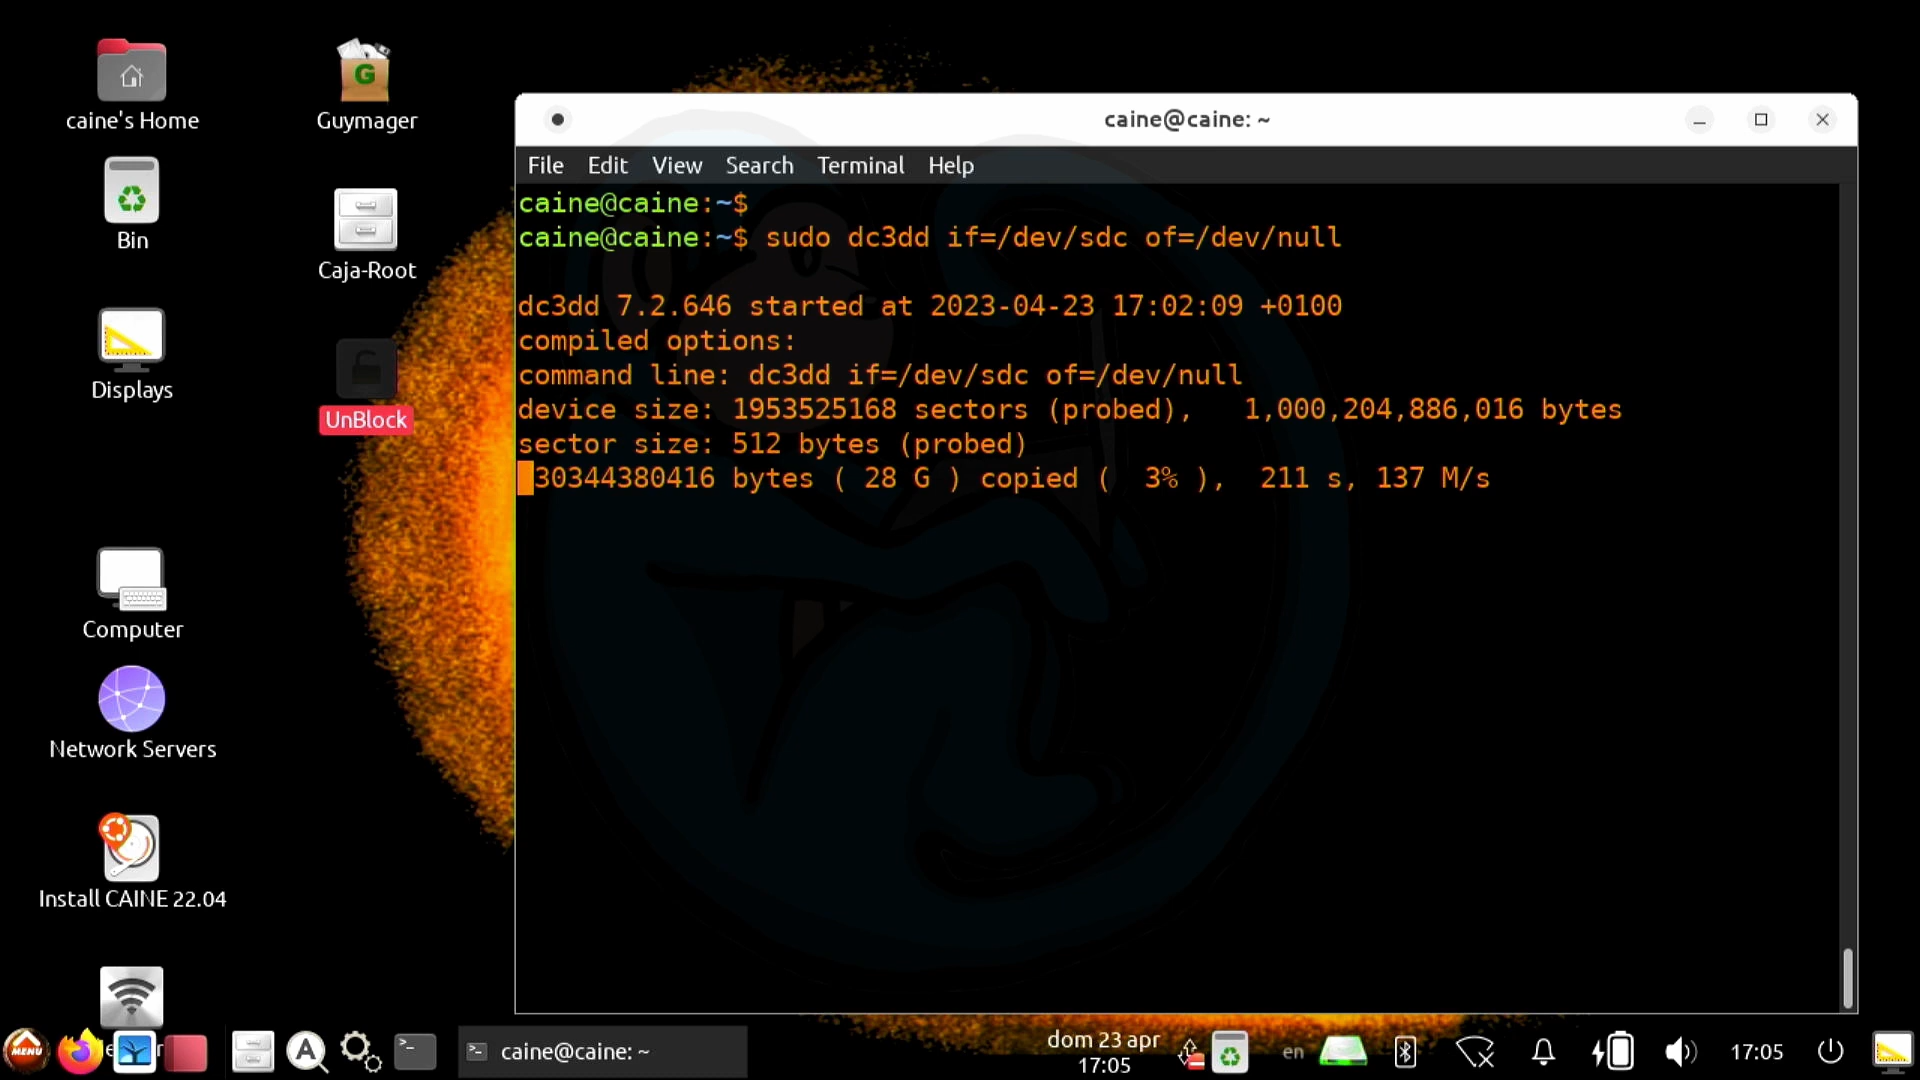 caine's Home
Guymager
Bin
Caja-Root
Displays
UnBlock
Computer
Network Servers
Install CAINE 22.04
caine@caine: ~
File Edit View Search Terminal Help
caine@caine:~$
caine@caine:~$ sudo dc3dd if=/dev/sdc of=/dev/null
dc3dd 7.2.646 started at 2023-04-23 17:02:09 +0100
compiled options:
command line: dc3dd if=/dev/sdc of=/dev/null
device size: 1953525168 sectors (probed),   1,000,204,886,016 bytes
sector size: 512 bytes (probed)
30344380416 bytes ( 28 G ) copied (  3% ),  211 s, 137 M/s
MENU
caine@caine: ~
dom 23 apr
17:05
en
17:05